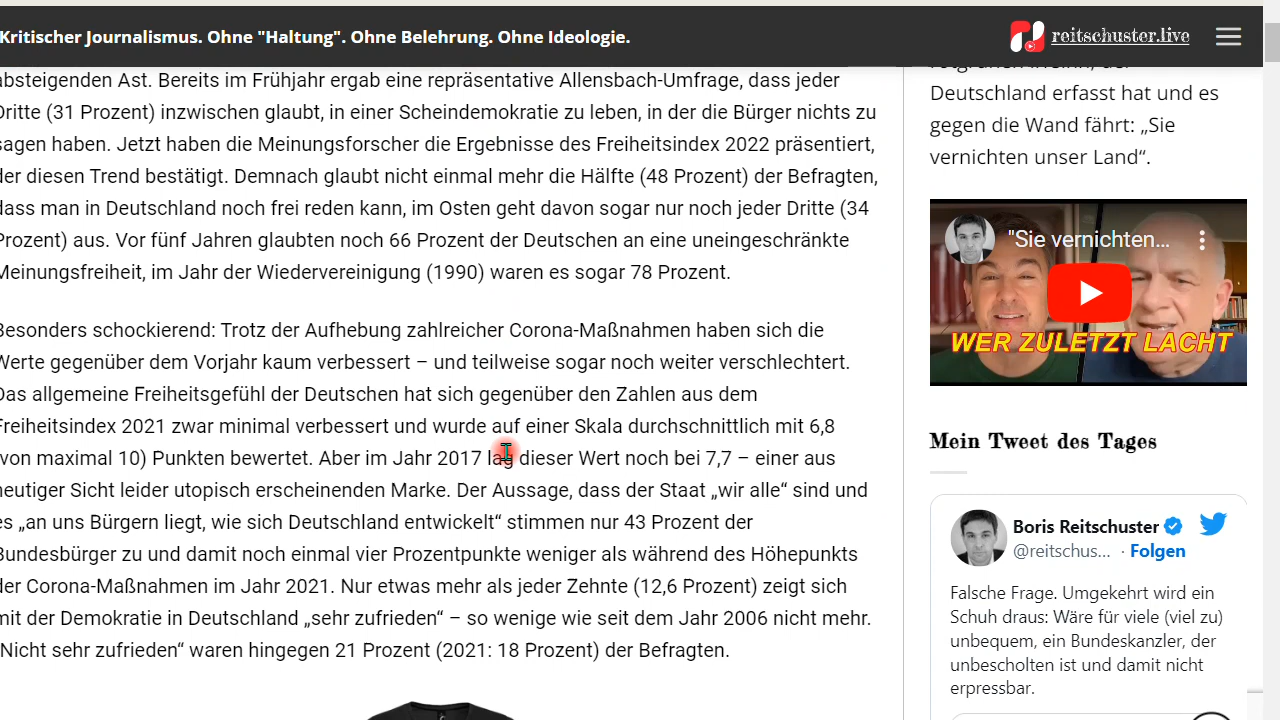 Kritischer Journalismus. Ohne "Haltung". Ohne Belehrung. Ohne Ideologie.
reitschuster.live
absteigenden Ast. Bereits im Frühjahr ergab eine repräsentative Allensbach-Umfrage, dass jeder
Dritte (31 Prozent) inzwischen glaubt, in einer Scheindemokratie zu leben, in der die Bürger nichts zu
sagen haben. Jetzt haben die Meinungsforscher die Ergebnisse des Freiheitsindex 2022 präsentiert,
der diesen Trend bestätigt. Demnach glaubt nicht einmal mehr die Hälfte (48 Prozent) der Befragten,
dass man in Deutschland noch frei reden kann, im Osten geht davon sogar nur noch jeder Dritte (34
Prozent) aus. Vor fünf Jahren glaubten noch 66 Prozent der Deutschen an eine uneingeschränkte
Meinungsfreiheit, im Jahr der Wiedervereinigung (1990) waren es sogar 78 Prozent.
Besonders schockierend: Trotz der Aufhebung zahlreicher Corona-Maßnahmen haben sich die
Werte gegenüber dem Vorjahr kaum verbessert – und teilweise sogar noch weiter verschlechtert.
Das allgemeine Freiheitsgefühl der Deutschen hat sich gegenüber den Zahlen aus dem
Freiheitsindex 2021 zwar minimal verbessert und wurde auf einer Skala durchschnittlich mit 6,8
(von maximal 10) Punkten bewertet. Aber im Jahr 2017 lag dieser Wert noch bei 7,7 – einer aus
heutiger Sicht leider utopisch erscheinenden Marke. Der Aussage, dass der Staat „wir alle“ sind und
es „an uns Bürgern liegt, wie sich Deutschland entwickelt“ stimmen nur 43 Prozent der
Bundesbürger zu und damit noch einmal vier Prozentpunkte weniger als während des Höhepunkts
der Corona-Maßnahmen im Jahr 2021. Nur etwas mehr als jeder Zehnte (12,6 Prozent) zeigt sich
mit der Demokratie in Deutschland „sehr zufrieden“ – so wenige wie seit dem Jahr 2006 nicht mehr.
„Nicht sehr zufrieden“ waren hingegen 21 Prozent (2021: 18 Prozent) der Befragten.
Deutschland erfasst hat und es
gegen die Wand fährt: „Sie
vernichten unser Land“.
"Sie vernichten...
WER ZULETZT LACHT
Mein Tweet des Tages
Boris Reitschuster
@reitschus... · Folgen
Falsche Frage. Umgekehrt wird ein
Schuh draus: Wäre für viele (viel zu)
unbequem, ein Bundeskanzler, der
unbescholten ist und damit nicht
erpressbar.